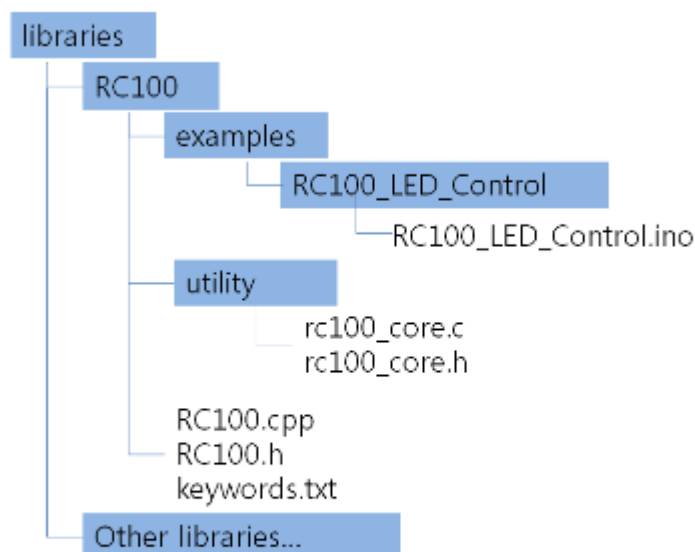 libraries
RC100
examples
RC100_LED_Control
RC100_LED_Control.ino
utility
rc100_core.c
rc100_core.h
RC100.cpp
RC100.h
keywords.txt
Other libraries...